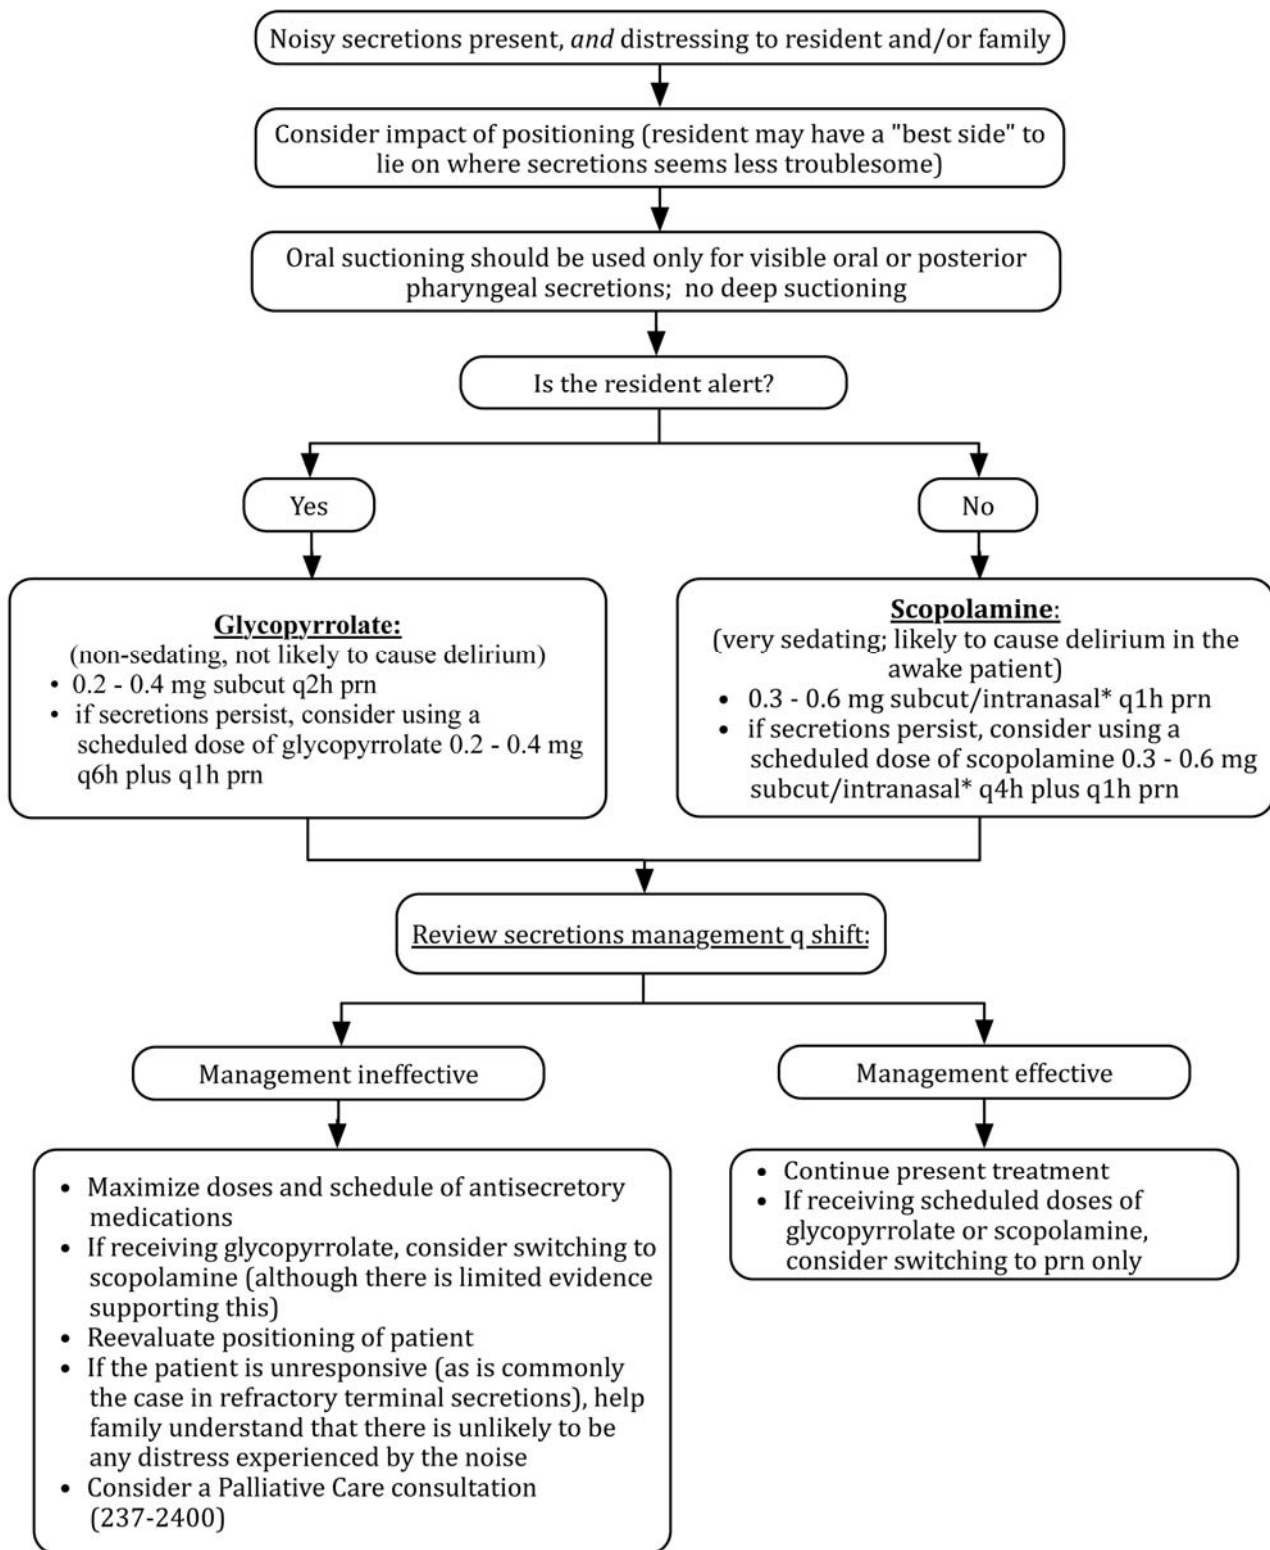 Noisy secretions present, and distressing to resident and/or family
Consider impact of positioning (resident may have a "best side" to
lie on where secretions seems less troublesome)
Oral suctioning should be used only for visible oral or posterior
pharyngeal secretions;  no deep suctioning
Is the resident alert?
Yes
No
Glycopyrrolate:
(non-sedating, not likely to cause delirium)
• 0.2 - 0.4 mg subcut q2h prn
• if secretions persist, consider using a
scheduled dose of glycopyrrolate 0.2 - 0.4 mg
q6h plus q1h prn
Scopolamine:
(very sedating; likely to cause delirium in the
awake patient)
• 0.3 - 0.6 mg subcut/intranasal* q1h prn
• if secretions persist, consider using a
scheduled dose of scopolamine 0.3 - 0.6 mg
subcut/intranasal* q4h plus q1h prn
Review secretions management q shift:
Management ineffective
Management effective
• Maximize doses and schedule of antisecretory
medications
• If receiving glycopyrrolate, consider switching to
scopolamine (although there is limited evidence
supporting this)
• Reevaluate positioning of patient
• If the patient is unresponsive (as is commonly
the case in refractory terminal secretions), help
family understand that there is unlikely to be
any distress experienced by the noise
• Consider a Palliative Care consultation
(237-2400)
• Continue present treatment
• If receiving scheduled doses of
glycopyrrolate or scopolamine,
consider switching to prn only